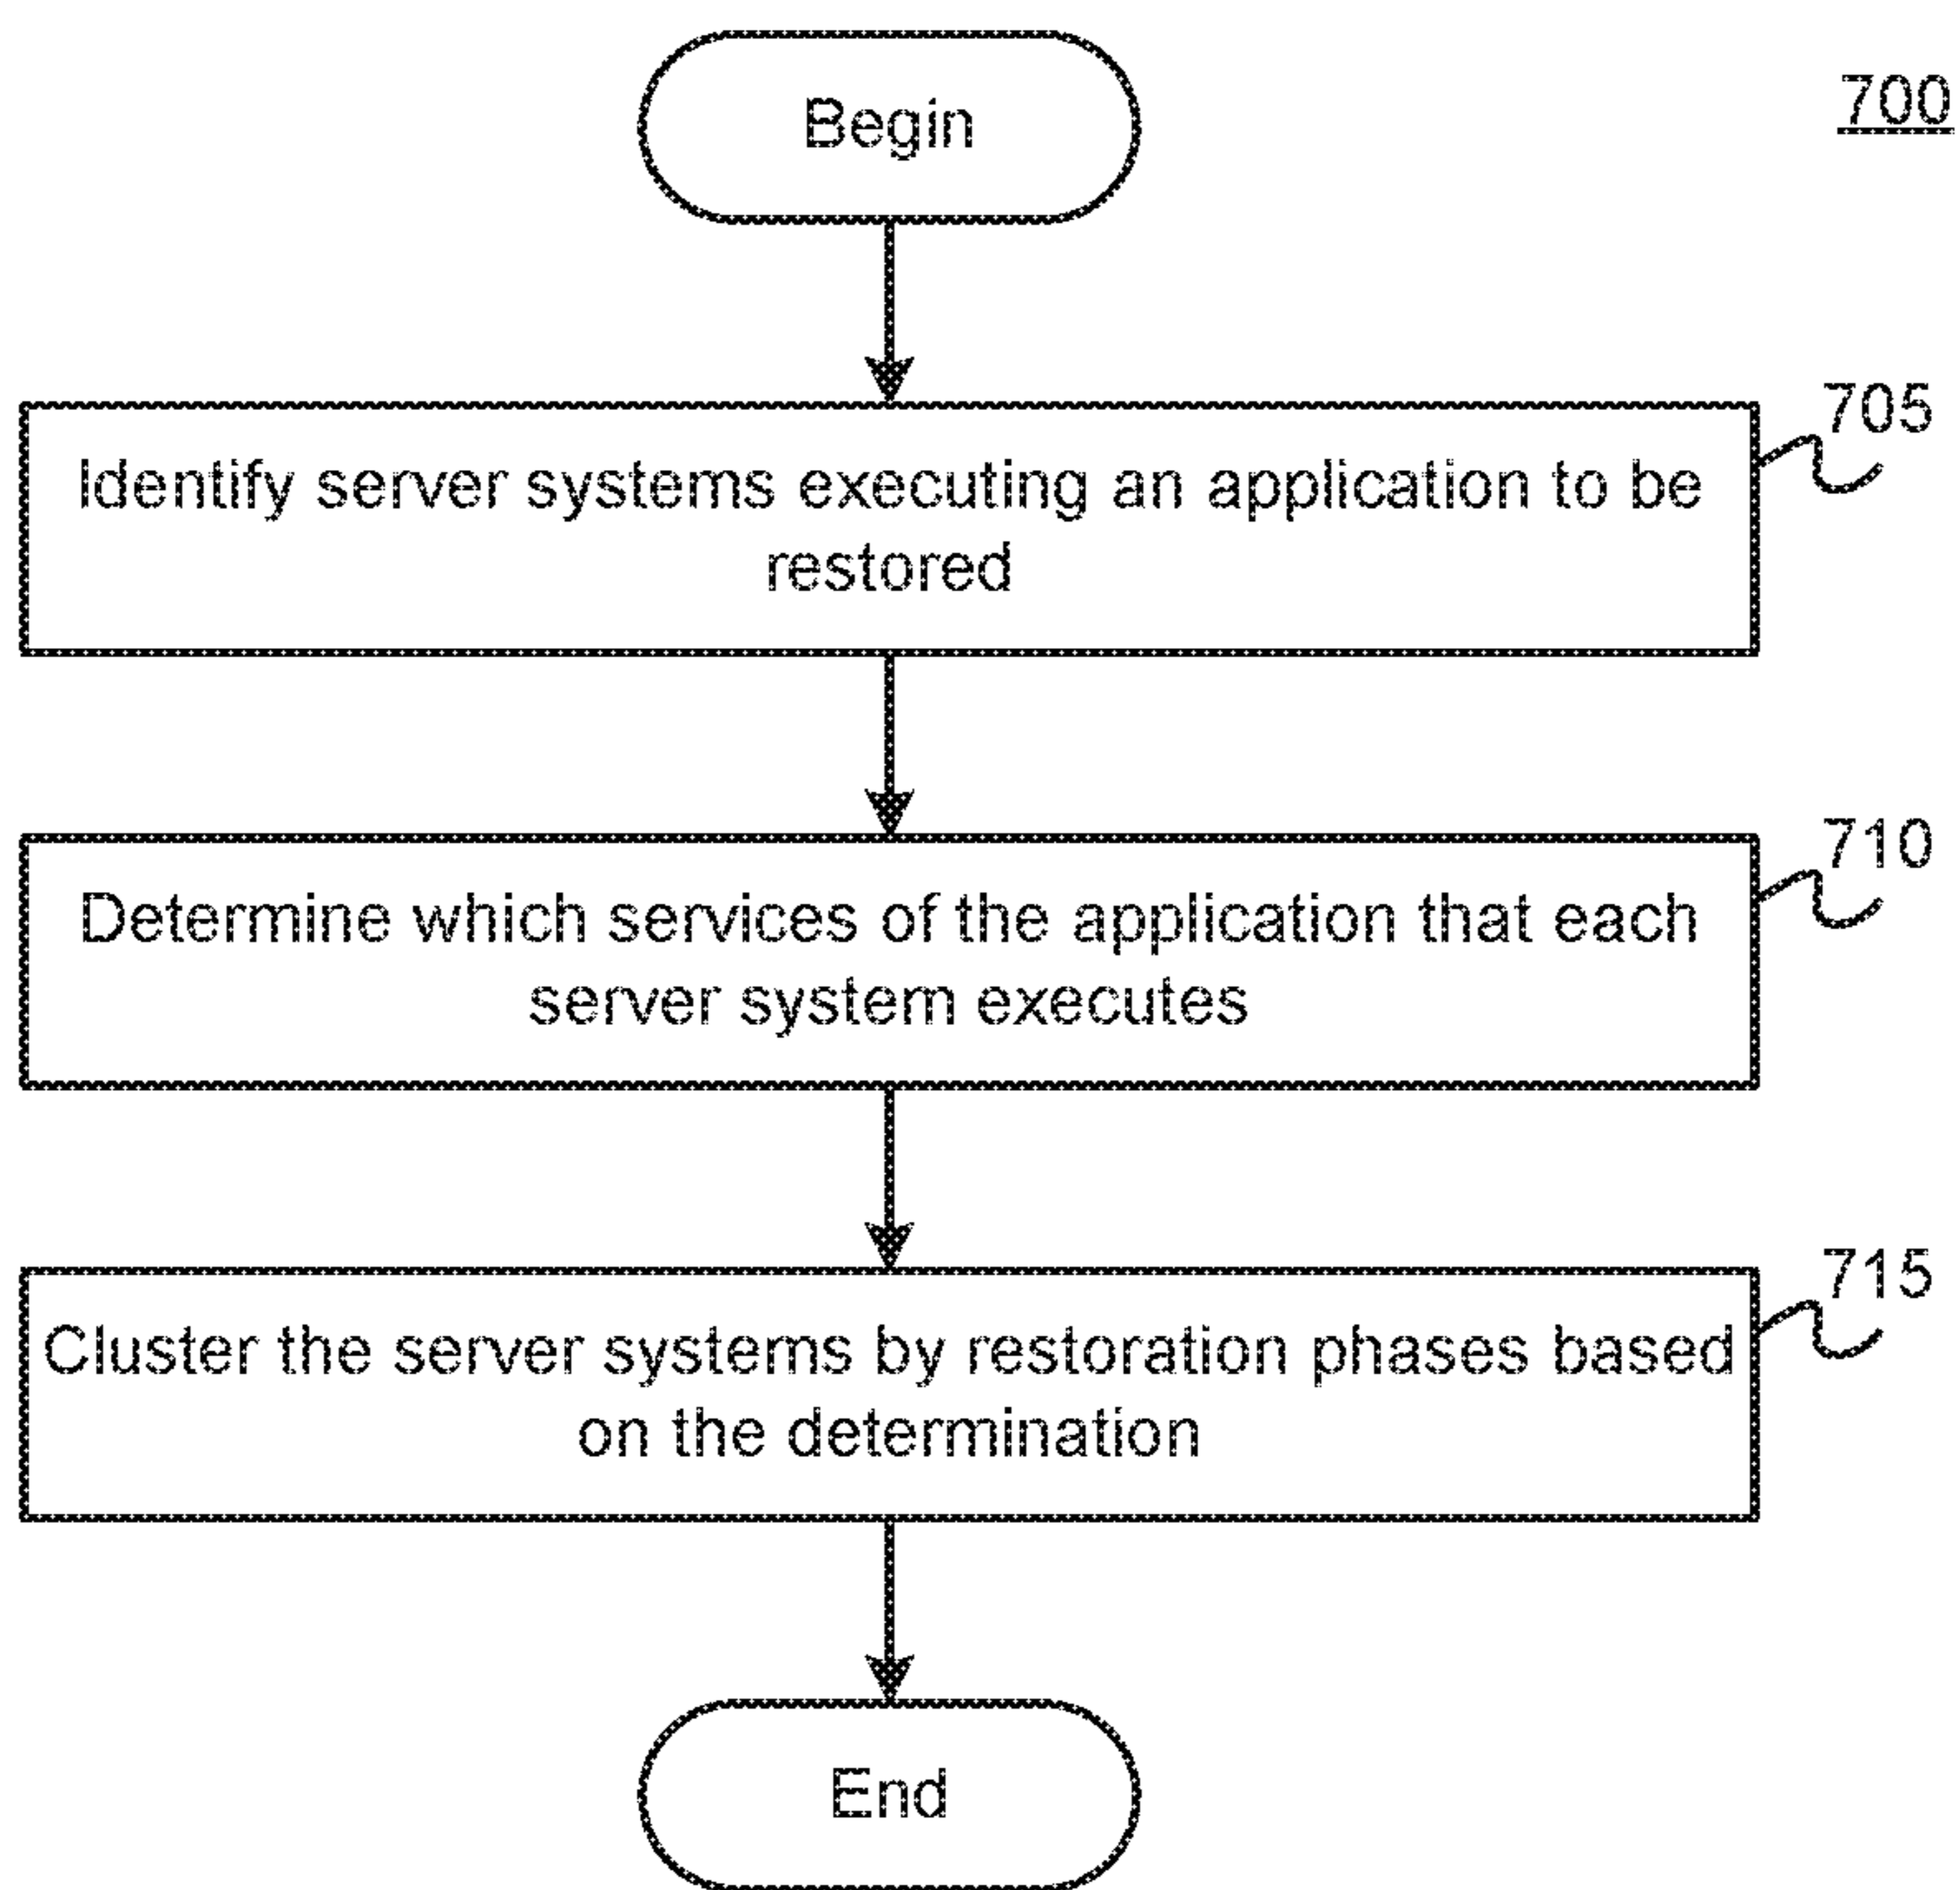 Begin
700
705
Identify server systems executing an application to be
restored
710
Determine which services of the application that each
server system executes
715
Cluster the server systems by restoration phases based
on the determination
End